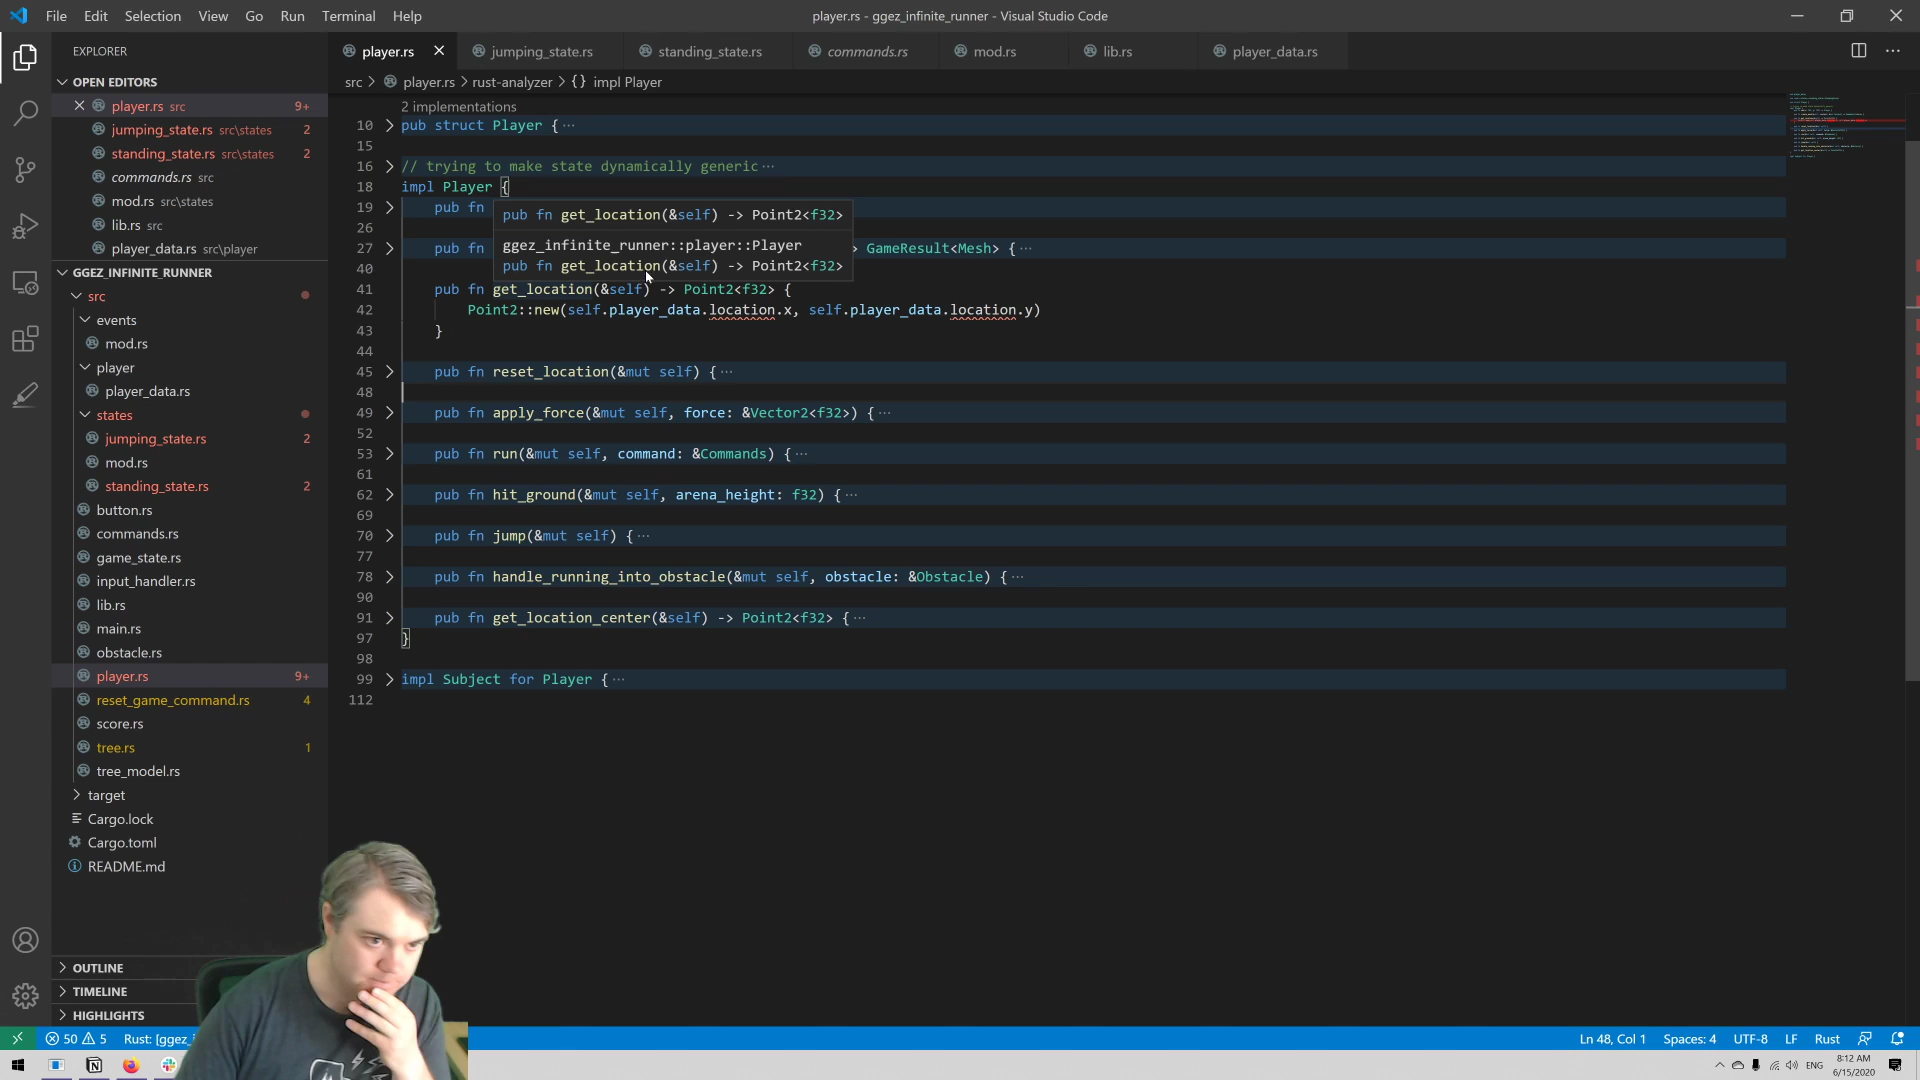 File Edit Selection View Go Run Terminal Help
player.rs - ggez_infinite_runner - Visual Studio Code
EXPLORER
OPEN EDITORS
player.rs src 9+
jumping_state.rs src\states 2
standing_state.rs src\states 2
commands.rs src
mod.rs src\states
lib.rs src
player_data.rs src\player
GGEZ_INFINITE_RUNNER
src
events
mod.rs
player
player_data.rs
states
jumping_state.rs 2
mod.rs
standing_state.rs 2
button.rs
commands.rs
game_state.rs
input_handler.rs
lib.rs
main.rs
obstacle.rs
player.rs 9+
reset_game_command.rs 4
score.rs
tree.rs 1
tree_model.rs
target
Cargo.lock
Cargo.toml
README.md
OUTLINE
TIMELINE
HIGHLIGHTS
player.rs jumping_state.rs standing_state.rs commands.rs mod.rs lib.rs player_data.rs
src > player.rs > rust-analyzer > {} impl Player
2 implementations
10 pub struct Player {···
15
16 // trying to make state dynamically generic···
18 impl Player {
19 pub fn
26
27 pub fn > GameResult<Mesh> {···
40
pub fn get_location(&self) -> Point2<f32>
ggez_infinite_runner::player::Player
pub fn get_location(&self) -> Point2<f32>
41 pub fn get_location(&self) -> Point2<f32> {
42 Point2::new(self.player_data.location.x, self.player_data.location.y)
43 }
44
45 pub fn reset_location(&mut self) {···
48
49 pub fn apply_force(&mut self, force: &Vector2<f32>) {···
52
53 pub fn run(&mut self, command: &Commands) {···
61
62 pub fn hit_ground(&mut self, arena_height: f32) {···
69
70 pub fn jump(&mut self) {···
77
78 pub fn handle_running_into_obstacle(&mut self, obstacle: &Obstacle) {···
90
91 pub fn get_location_center(&self) -> Point2<f32> {···
97 }
98
99 impl Subject for Player {···
112
50 5 Rust: [ggez_i
Ln 48, Col 1 Spaces: 4 UTF-8 LF Rust
ENG
8:12 AM
6/15/2020